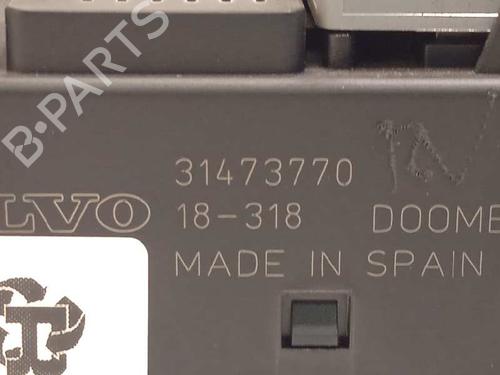 B-PARTS
31473770
LVO 18-318 DOOME
MADE IN SPAIN